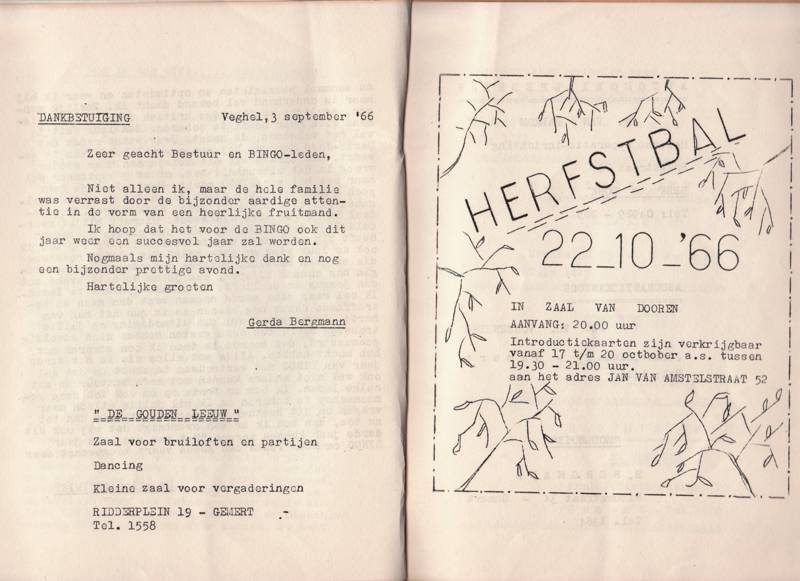 DANKBETUIGING Veghel,3 september '66
Zeer geacht Bestuur en BINGO-leden,
Niet alleen ik, maar de hele familie
was verrast door de bijzonder aardige atten-
tie in de vorm van een heerlijke fruitmand.
Ik hoop dat het voor de BINGO ook dit
jaar weer een succesvol jaar zal worden.
Nogmaals mijn hartelijke dank en nog
een bijzonder prettige avond.
Hartelijke groeten
Gerda Bergmann
" DE GOUDEN LEEUW "
Zaal voor bruiloften en partijen
Dancing
Kleine zaal voor vergaderingen
RIDDERPLEIN 19 - GEMERT .-
Tel. 1558
HERFSTBAL
22-10-'66
IN ZAAL VAN DOOREN
AANVANG: 20.00 uur
Introductiekaarten zijn verkrijgbaar
vanaf 17 t/m 20 octbober a.s. tussen
19.30 - 21.00 uur.
aan het adres JAN VAN AMSTELSTRAAT 52